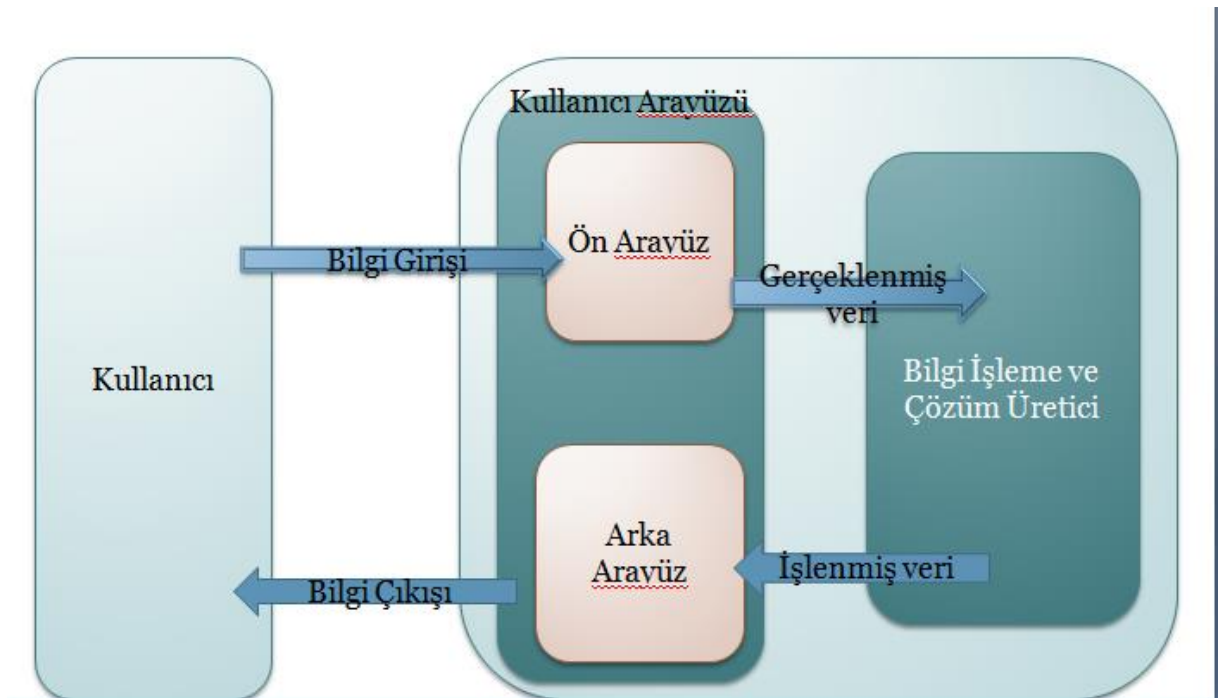 Kullanıcı Arayüzü
Ön Arayüz
Bilgi Girişi
Gerçeklenmiş
veri
Kullanıcı
Bilgi İşleme ve
Çözüm Üretici
Arka
Arayüz
İşlenmiş veri
Bilgi Çıkışı